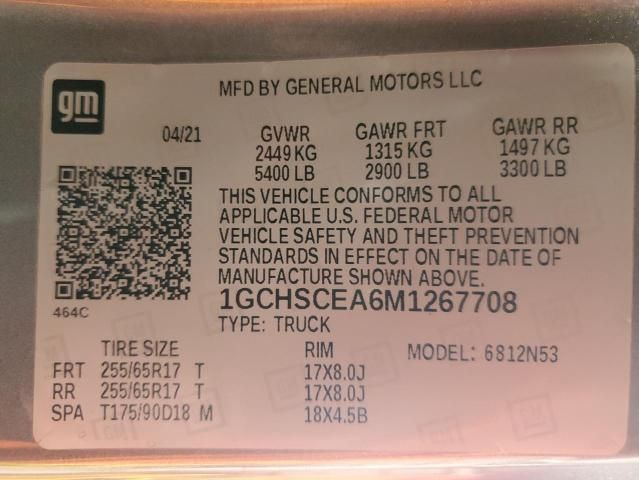 gm
MFD BY GENERAL MOTORS LLC
04/21 GVWR GAWR FRT GAWR RR
2449 KG 1315 KG 1497 KG
5400 LB 2900 LB 3300 LB
THIS VEHICLE CONFORMS TO ALL
APPLICABLE U.S. FEDERAL MOTOR
VEHICLE SAFETY AND THEFT PREVENTION
STANDARDS IN EFFECT ON THE DATE OF
MANUFACTURE SHOWN ABOVE.
1GCHSCEA6M1267708
464C
TYPE: TRUCK
TIRE SIZE RIM MODEL: 6812N53
FRT 255/65R17 T 17X8.0J
RR 255/65R17 T 17X8.0J
SPA T175/90D18 M 18X4.5B